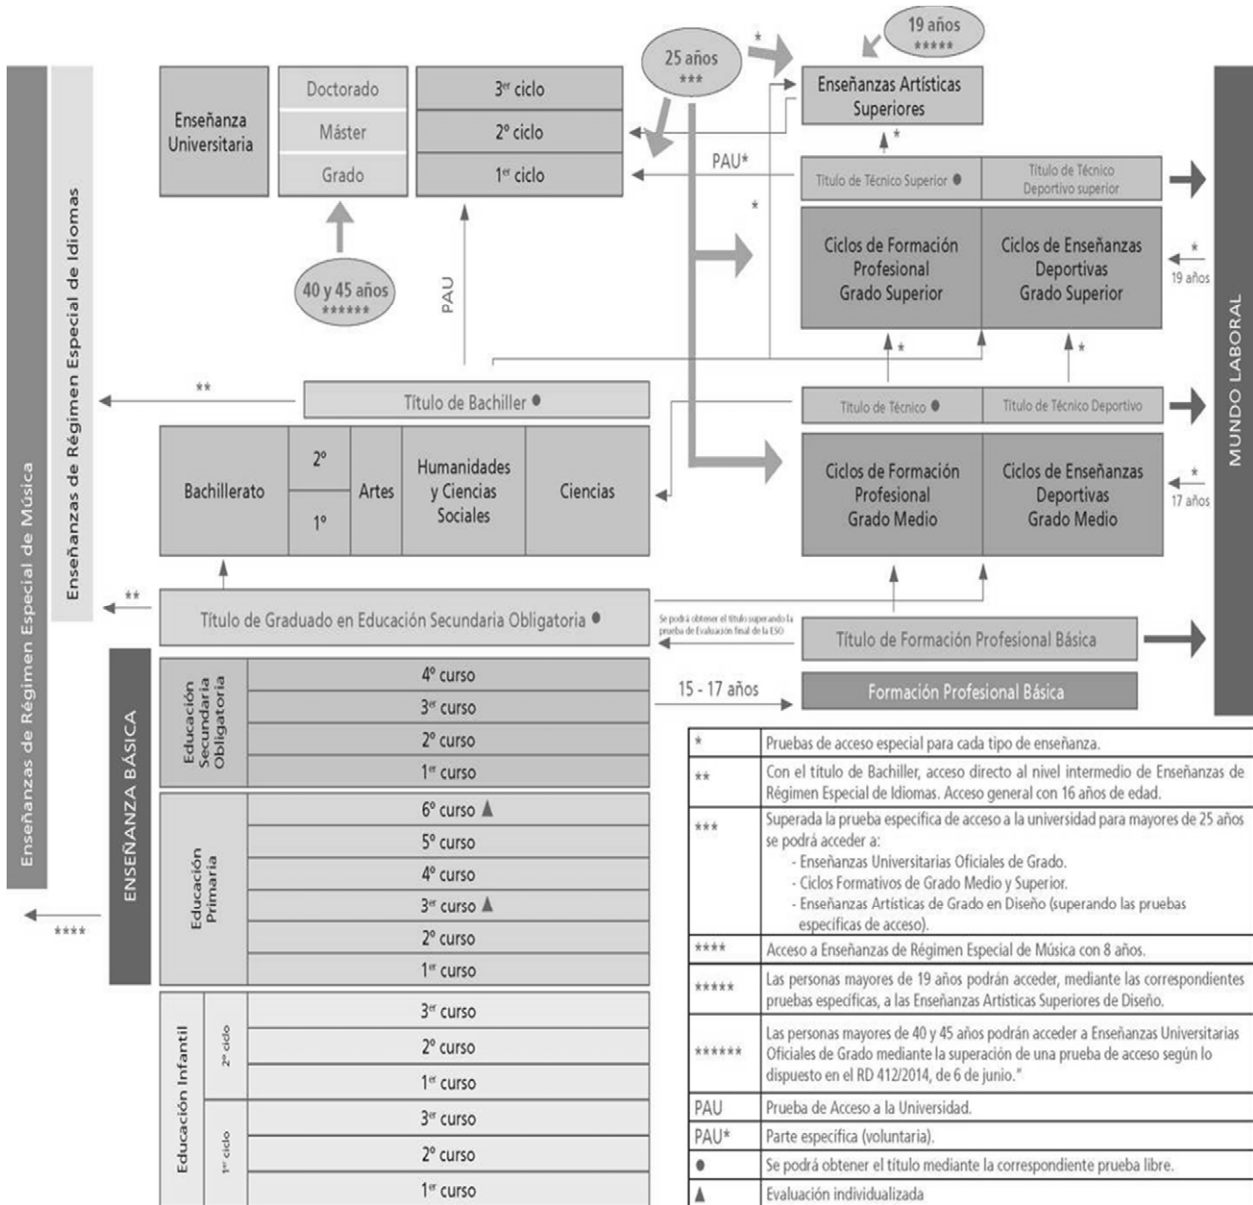 19 años
*****
25 años
***
*
Enseñanza
Universitaria
Doctorado
Máster
Grado
3er ciclo
2º ciclo
1er ciclo
Enseñanzas Artísticas
Superiores
*
PAU*
*
Título de Técnico Superior ●
Título de Técnico
Deportivo superior
Ciclos de Formación
Profesional
Grado Superior
Ciclos de Enseñanzas
Deportivas
Grado Superior
*
19 años
40 y 45 años
******
PAU
*
*
**
Título de Bachiller ●
Título de Técnico ●
Título de Técnico Deportivo
Bachillerato
2º
1º
Artes
Humanidades
y Ciencias
Sociales
Ciencias
Ciclos de Formación
Profesional
Grado Medio
Ciclos de Enseñanzas
Deportivas
Grado Medio
*
17 años
MUNDO LABORAL
Enseñanzas de Régimen Especial de Música
Enseñanzas de Régimen Especial de Idiomas
**
Título de Graduado en Educación Secundaria Obligatoria ●
Se podrá obtener el título superando la
prueba de Evaluación final de la ESO
Título de Formación Profesional Básica
15 - 17 años
Formación Profesional Básica
ENSEÑANZA BÁSICA
****
Educación
Secundaria
Obligatoria
4º curso
3er curso
2º curso
1er curso
Educación
Primaria
6º curso ▲
5º curso
4º curso
3er curso ▲
2º curso
1er curso
Educación Infantil
2º ciclo
3er curso
2º curso
1er curso
1er ciclo
3er curso
2º curso
1er curso
* Pruebas de acceso especial para cada tipo de enseñanza.
** Con el título de Bachiller, acceso directo al nivel intermedio de Enseñanzas de
Régimen Especial de Idiomas. Acceso general con 16 años de edad.
*** Superada la prueba específica de acceso a la universidad para mayores de 25 años
se podrá acceder a:
- Enseñanzas Universitarias Oficiales de Grado.
- Ciclos Formativos de Grado Medio y Superior.
- Enseñanzas Artísticas de Grado en Diseño (superando las pruebas
específicas de acceso).
**** Acceso a Enseñanzas de Régimen Especial de Música con 8 años.
***** Las personas mayores de 19 años podrán acceder, mediante las correspondientes
pruebas específicas, a las Enseñanzas Artísticas Superiores de Diseño.
****** Las personas mayores de 40 y 45 años podrán acceder a Enseñanzas Universitarias
Oficiales de Grado mediante la superación de una prueba de acceso según lo
dispuesto en el RD 412/2014, de 6 de junio."
PAU Prueba de Acceso a la Universidad.
PAU* Parte específica (voluntaria).
● Se podrá obtener el título mediante la correspondiente prueba libre.
▲ Evaluación individualizada